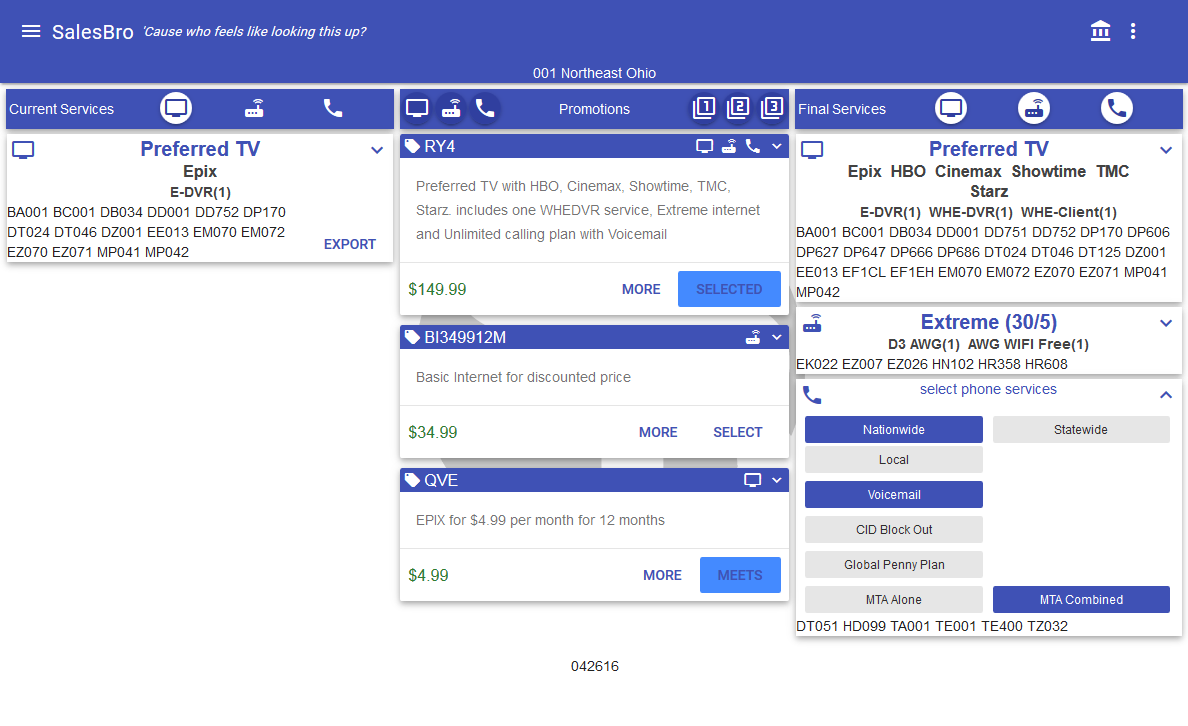 SalesBro 'Cause who feels like looking this up?
001 Northeast Ohio
Current Services
Preferred TV
Epix
E-DVR(1)
BA001 BC001 DB034 DD001 DD752 DP170
DT024 DT046 DZ001 EE013 EM070 EM072
EZ070 EZ071 MP041 MP042
EXPORT
Promotions
1 2 3
RY4
Preferred TV with HBO, Cinemax, Showtime, TMC,
Starz. includes one WHEDVR service, Extreme internet
and Unlimited calling plan with Voicemail
$149.99 MORE SELECTED
BI349912M
Basic Internet for discounted price
$34.99 MORE SELECT
QVE
EPIX for $4.99 per month for 12 months
$4.99 MORE MEETS
Final Services
Preferred TV
Epix HBO Cinemax Showtime TMC
Starz
E-DVR(1) WHE-DVR(1) WHE-Client(1)
BA001 BC001 DB034 DD001 DD751 DD752 DP170 DP606
DP627 DP647 DP666 DP686 DT024 DT046 DT125 DZ001
EE013 EF1CL EF1EH EM070 EM072 EZ070 EZ071 MP041
MP042
Extreme (30/5)
D3 AWG(1) AWG WIFI Free(1)
EK022 EZ007 EZ026 HN102 HR358 HR608
select phone services
Nationwide Statewide
Local
Voicemail
CID Block Out
Global Penny Plan
MTA Alone MTA Combined
DT051 HD099 TA001 TE001 TE400 TZ032
042616